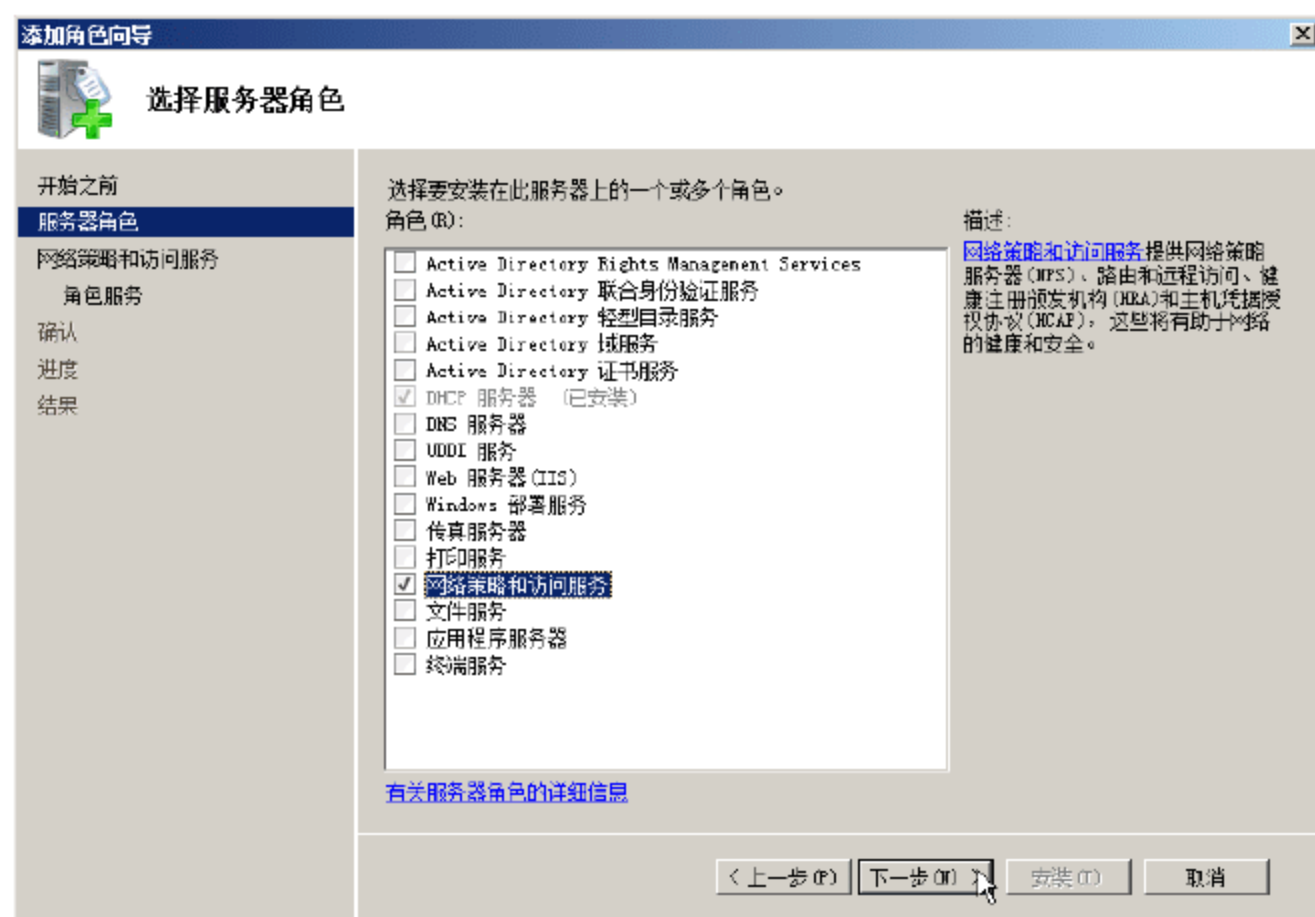 添加角色向导
选择服务器角色
开始之前
服务器角色
网络策略和访问服务
角色服务
确认
进度
结果
选择要安装在此服务器上的一个或多个角色。
角色(R):
Active Directory Rights Management Services
Active Directory 联合身份验证服务
Active Directory 轻型目录服务
Active Directory 域服务
Active Directory 证书服务
DHCP 服务器 (已安装)
DNS 服务器
UDDI 服务
Web 服务器(IIS)
Windows 部署服务
传真服务器
打印服务
网络策略和访问服务
文件服务
应用程序服务器
终端服务
有关服务器角色的详细信息
描述:
网络策略和访问服务提供网络策略
服务器(NPS)、路由和远程访问、健
康注册颁发机构(HRA)和主机凭据授
权协议(HCAP)，这些将有助于网络
的健康和安全。
< 上一步(P)
下一步(N) >
安装(I)
取消